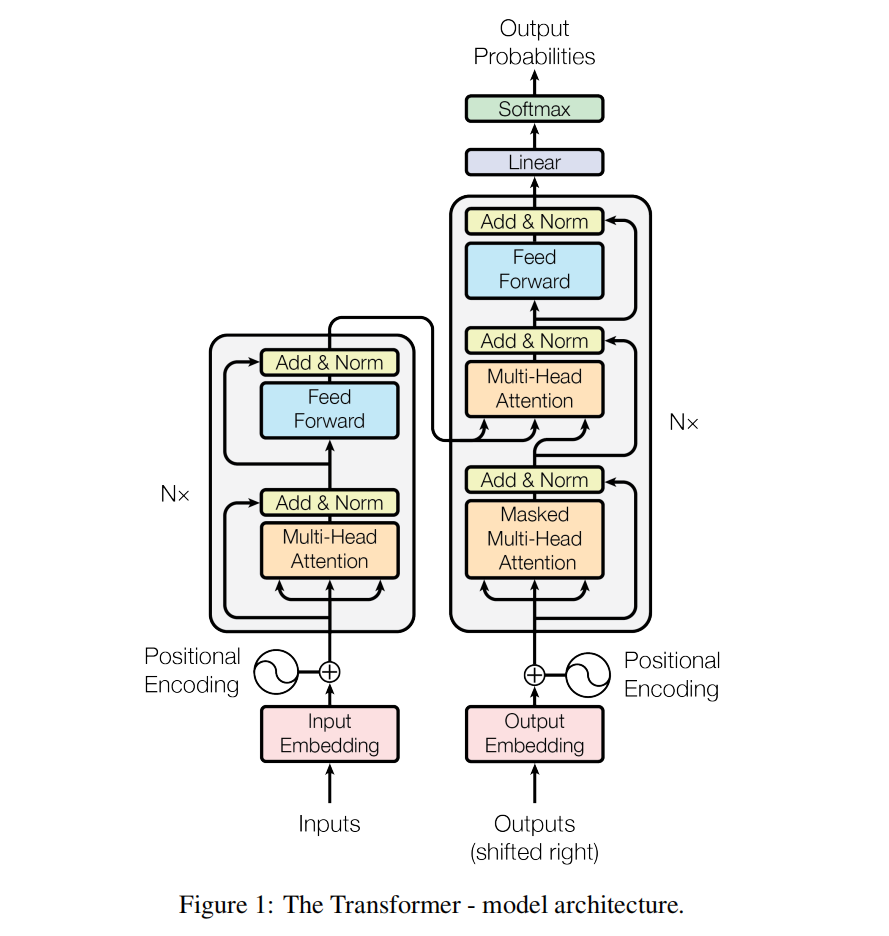 Output
Probabilities
Softmax
Linear
Add & Norm
Feed
Forward
Add & Norm
Multi-Head
Attention
Add & Norm
Masked
Multi-Head
Attention
Nx
Add & Norm
Feed
Forward
Add & Norm
Multi-Head
Attention
Nx
Positional
Encoding
Positional
Encoding
Input
Embedding
Output
Embedding
Inputs
Outputs
(shifted right)
Figure 1: The Transformer - model architecture.